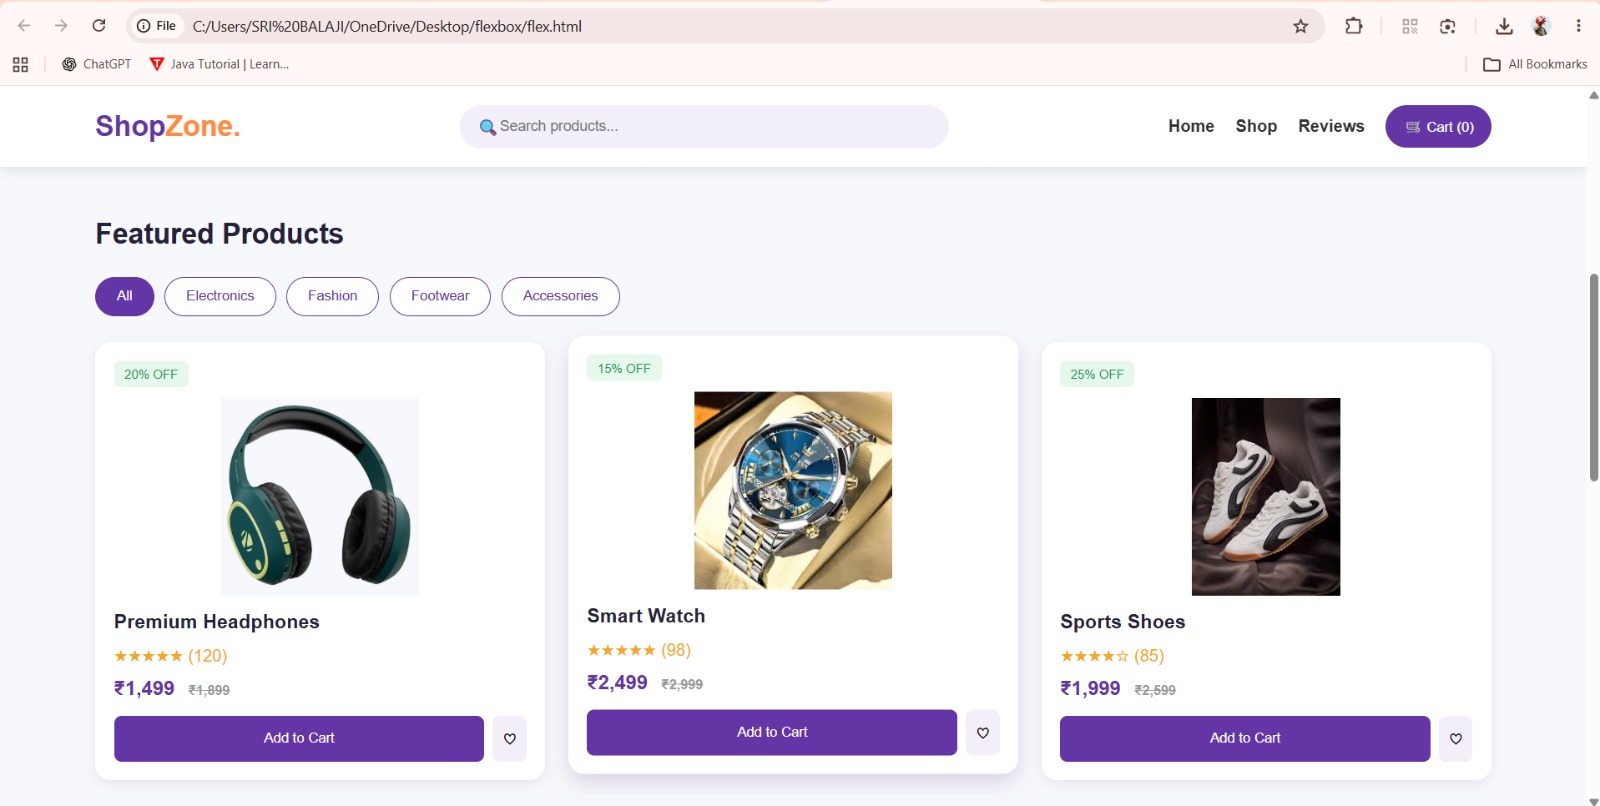 File C:/Users/SRI%20BALAJI/OneDrive/Desktop/flexbox/flex.html
ChatGPT Java Tutorial | Learn... All Bookmarks
ShopZone. Search products... Home Shop Reviews Cart (0)
Featured Products
All Electronics Fashion Footwear Accessories
20% OFF 15% OFF 25% OFF
Premium Headphones Smart Watch Sports Shoes
★★★★★ (120) ★★★★★ (98) ★★★★☆ (85)
₹1,499 ₹1,899 ₹2,499 ₹2,999 ₹1,999 ₹2,599
Add to Cart Add to Cart Add to Cart